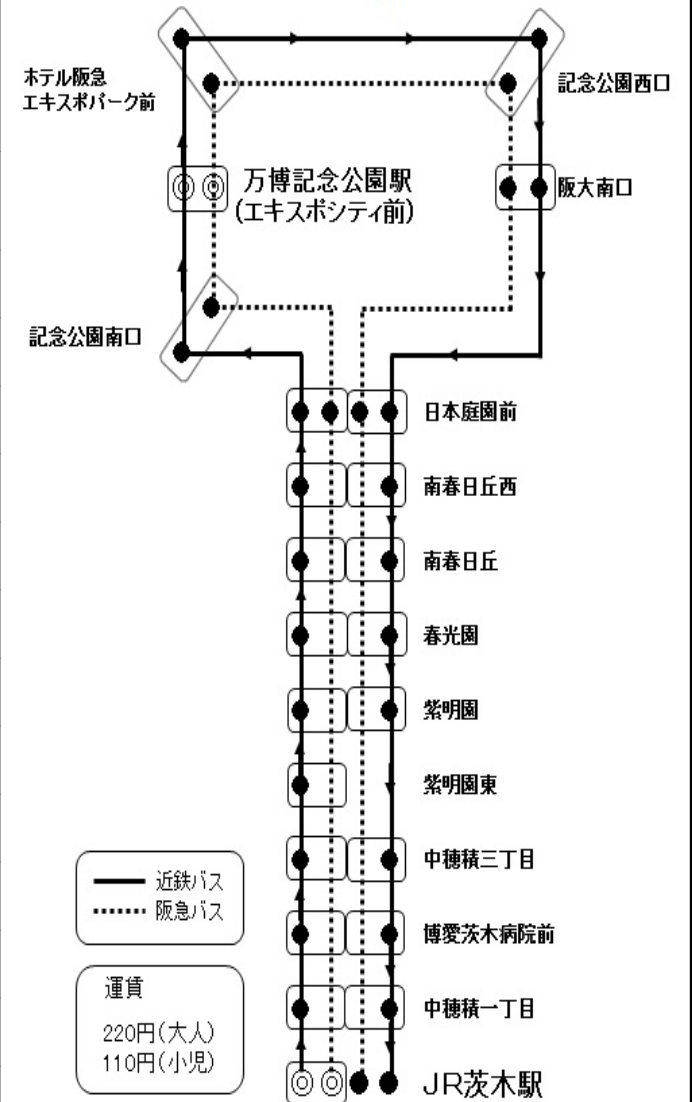 ホテル阪急
エキスポパーク前
記念公園西口
万博記念公園駅
(エキスポシティ前)
阪大南口
記念公園南口
日本庭園前
南春日丘西
南春日丘
春光園
紫明園
紫明園東
中穂積三丁目
博愛茨木病院前
中穂積一丁目
JR茨木駅
近鉄バス
阪急バス
運賃
220円(大人)
110円(小児)